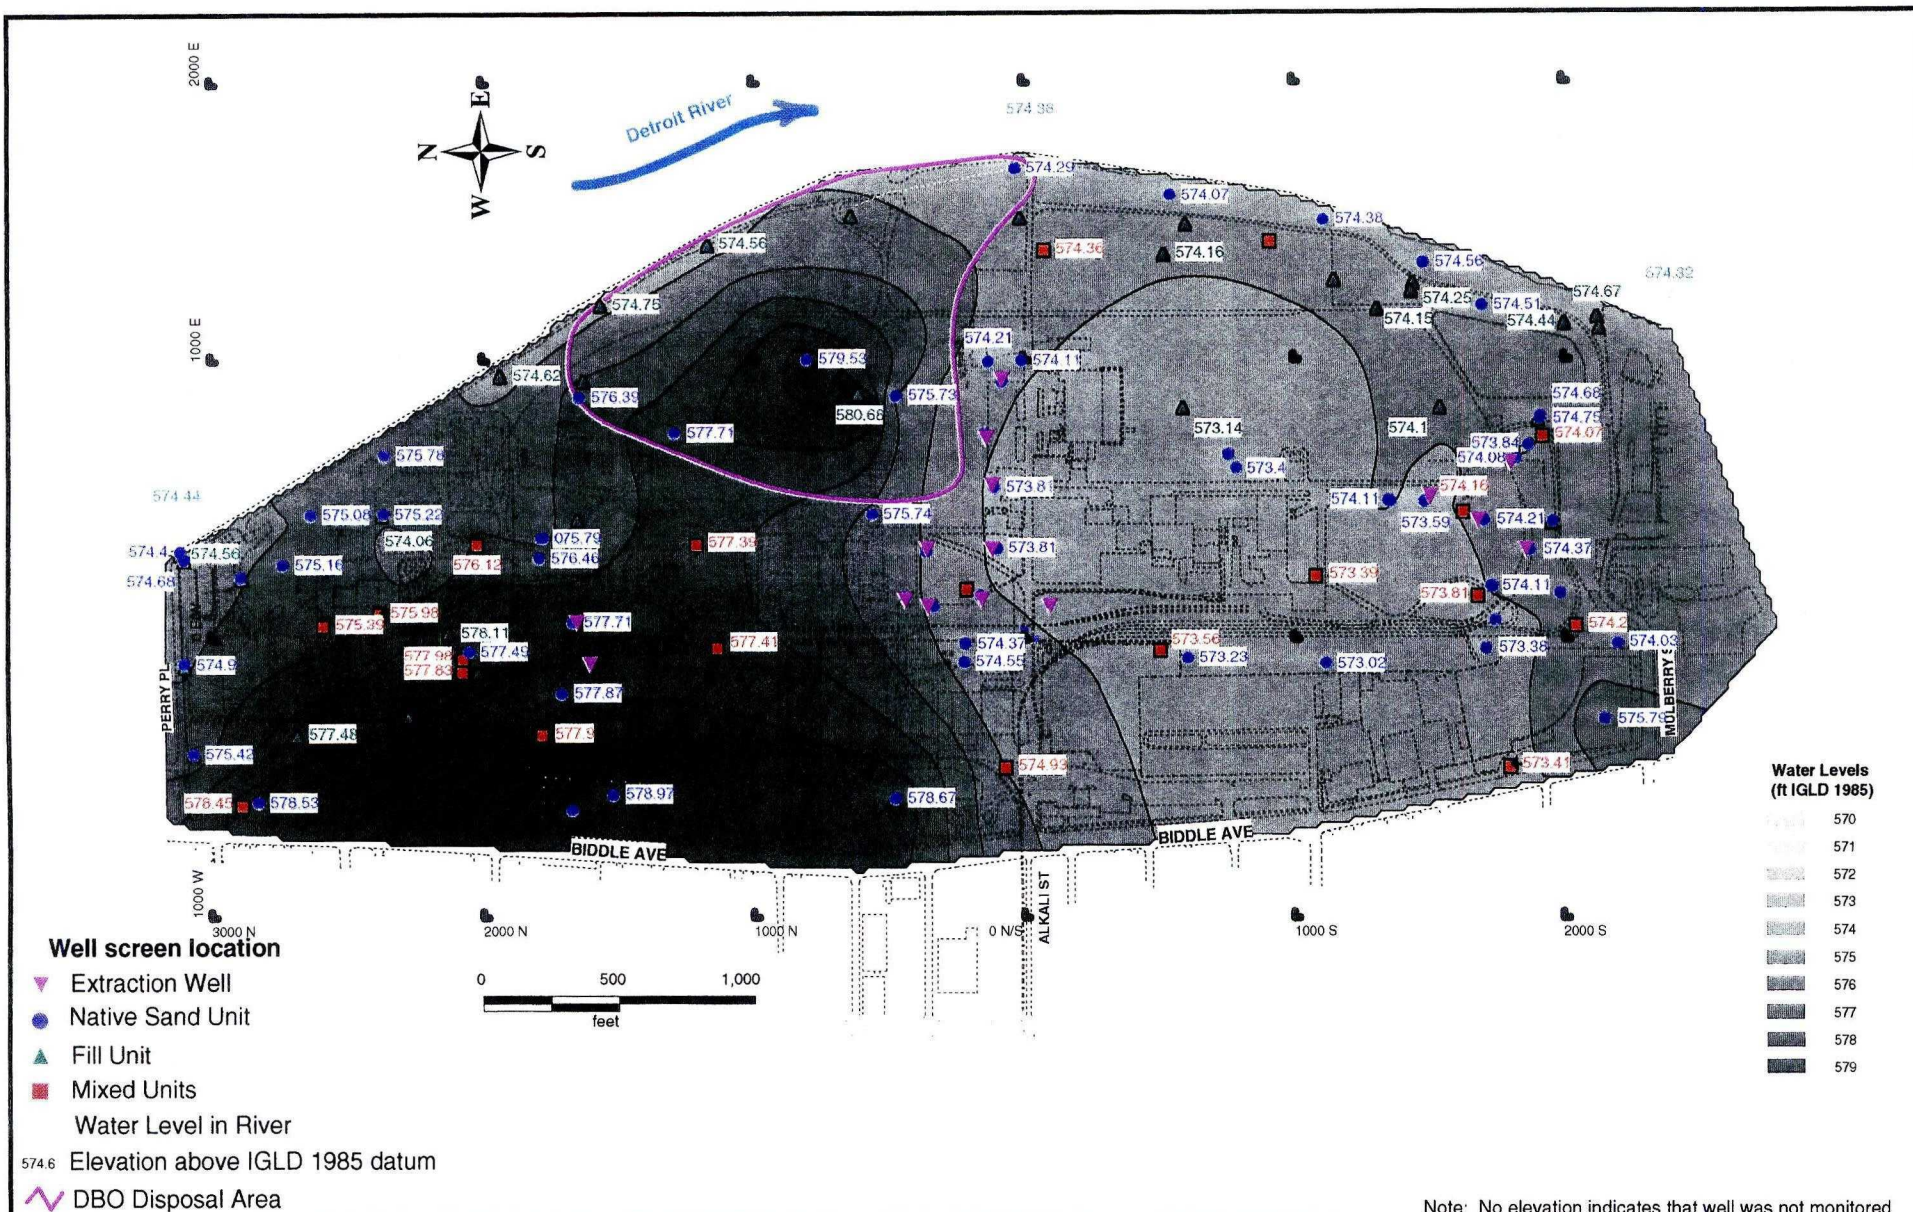 2000 E
E
N
S
W
Detroit River
574.38
574.29
574.07
574.38
574.56
574.36
574.16
574.56
574.32
574.75
574.25
574.67
574.51
574.15
574.44
1000 E
574.21
574.11
579.53
574.62
576.39
575.73
580.68
574.68
574.75
577.71
573.14
574.1
574.07
573.84
575.78
573.4
574.08
574.44
573.81
574.11
574.16
575.08
575.22
575.74
573.59
574.21
574.06
075.79
577.39
573.81
574.37
574.4
574.56
576.12
576.46
574.68
575.16
573.39
574.11
573.81
575.98
575.39
577.71
578.11
577.41
574.2
577.98
577.49
574.37
573.56
573.38
574.03
574.9
577.83
574.55
573.23
573.02
PERRY PL
577.87
MULBERRY S
575.79
577.48
577.9
575.42
574.93
573.41
578.45
578.53
578.97
578.67
BIDDLE AVE
BIDDLE AVE
1000 W
ALKALI ST
3000 N
2000 N
1000 N
0 N/S
1000 S
2000 S
Water Levels
(ft IGLD 1985)
570
571
572
573
574
575
576
577
578
579
Well screen location
Extraction Well
Native Sand Unit
Fill Unit
Mixed Units
Water Level in River
574.6 Elevation above IGLD 1985 datum
DBO Disposal Area
0 500 1,000
feet
Note: No elevation indicates that well was not monitored